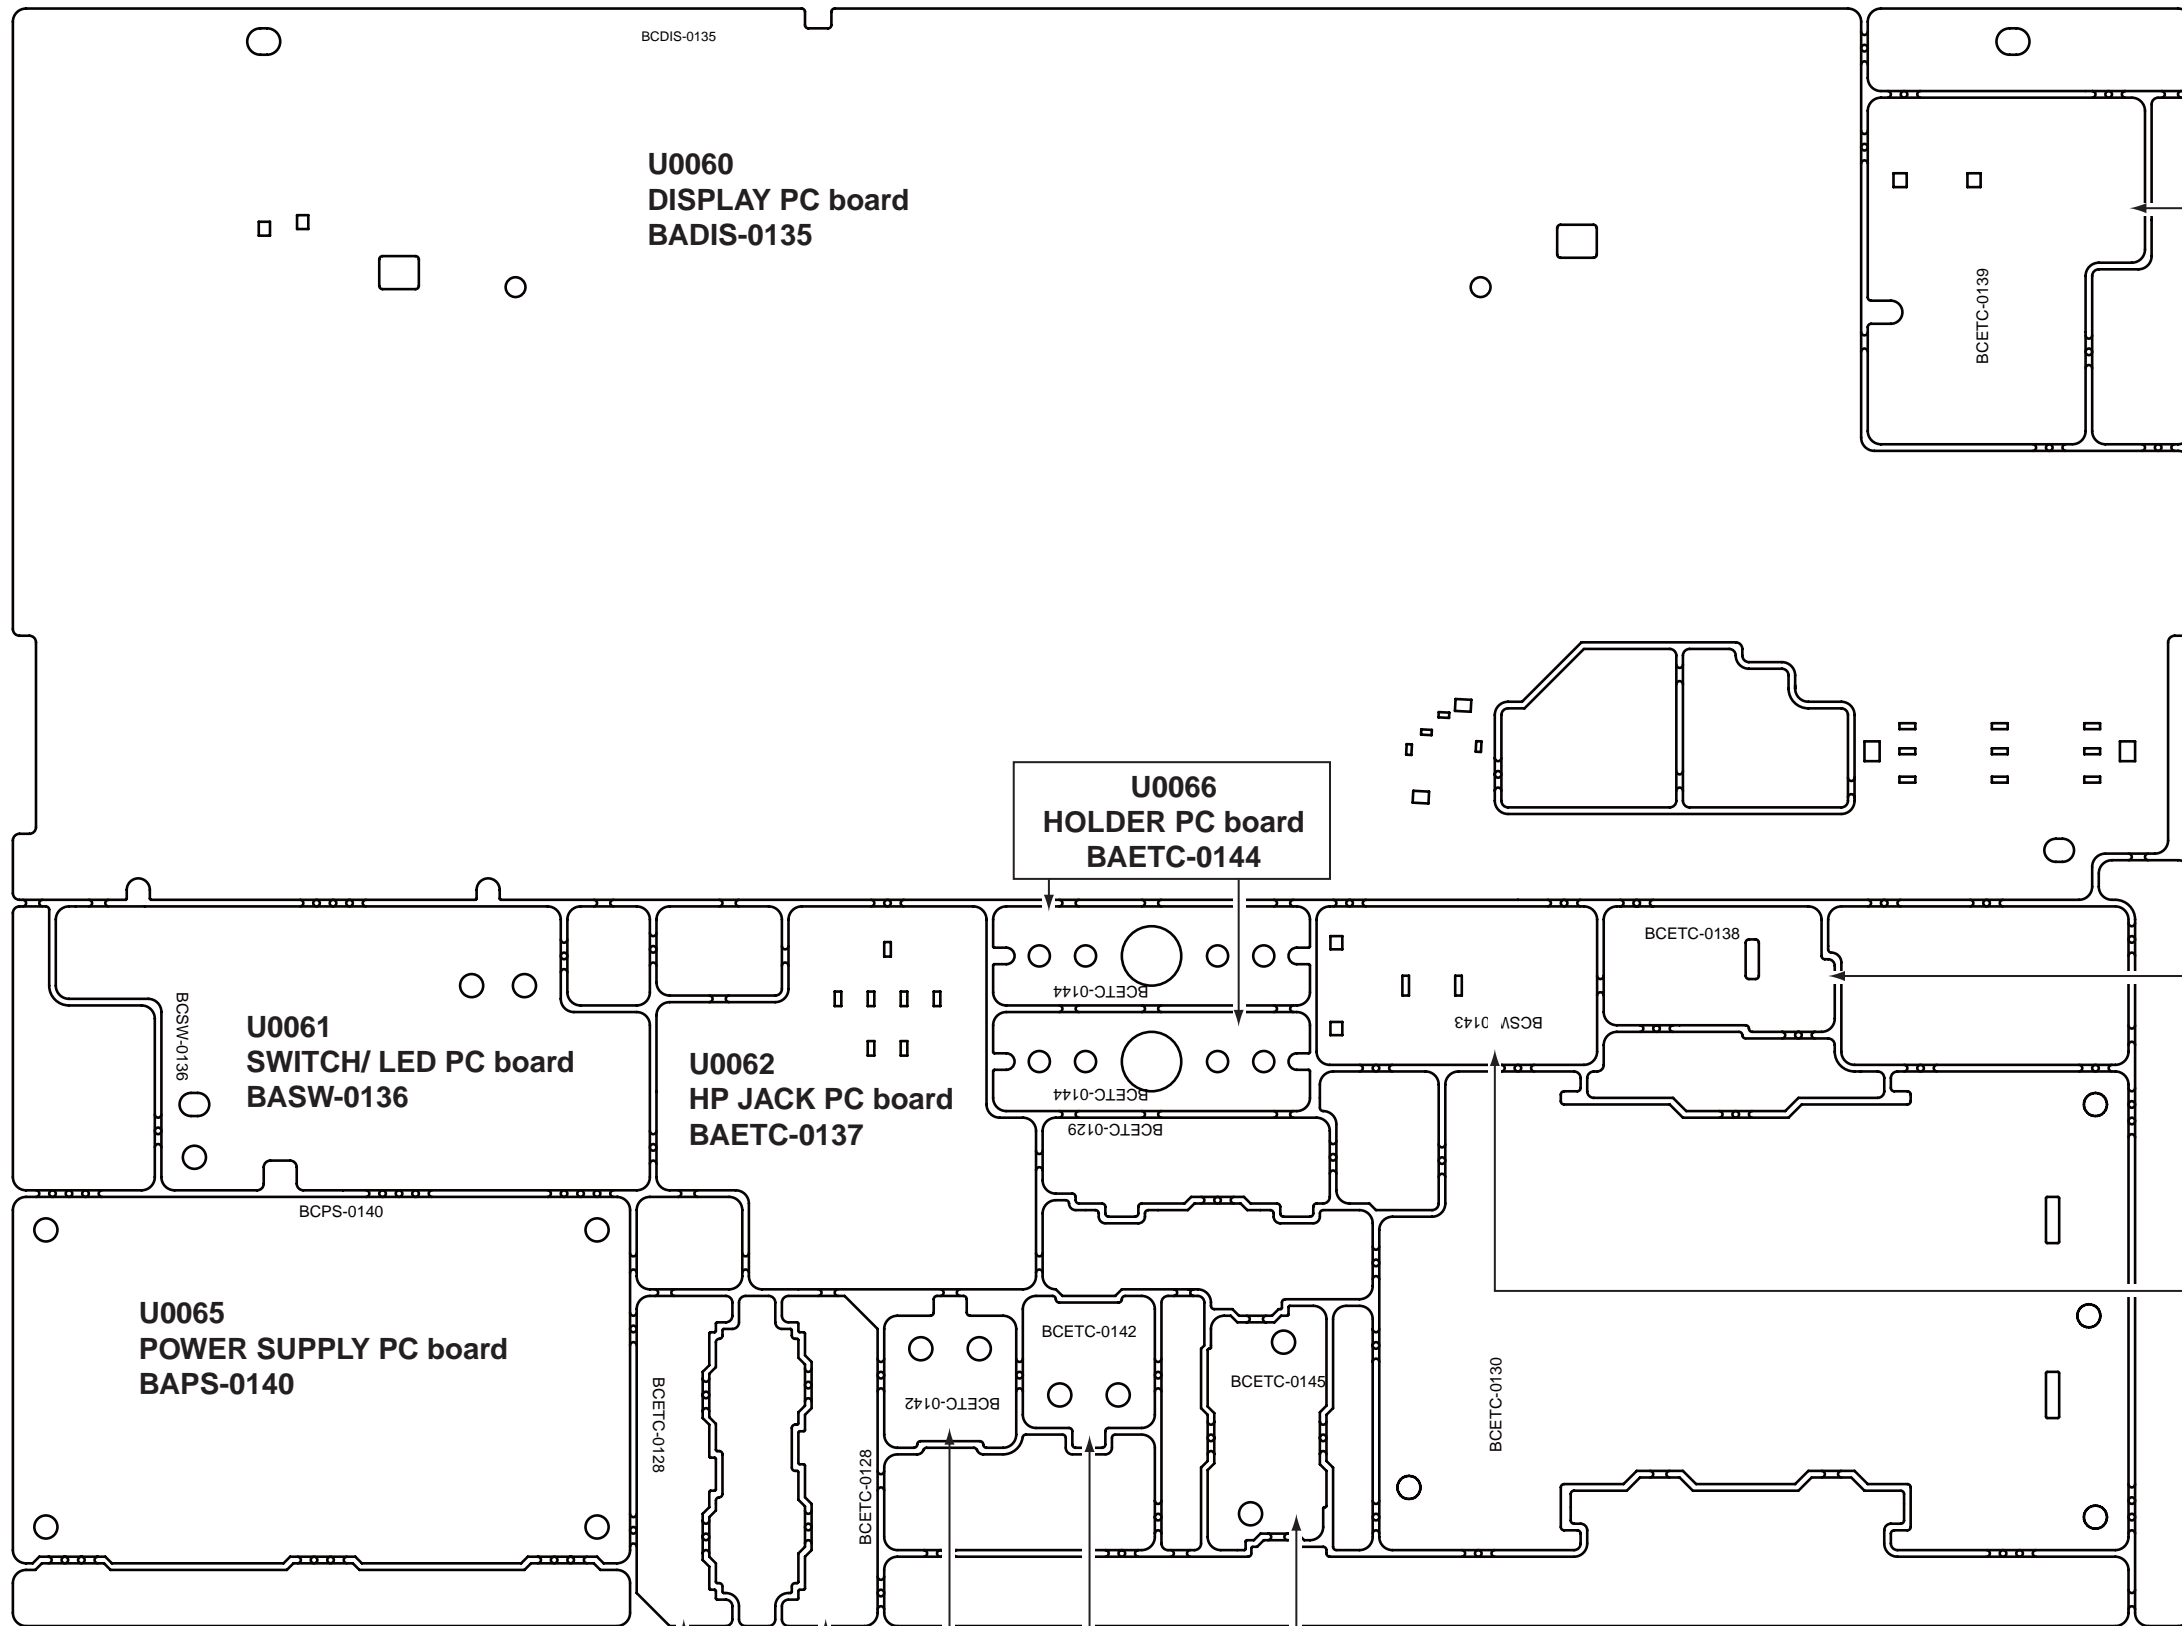 BCDIS-0135
U0060
DISPLAY PC board
BADIS-0135
BCETC-0139
U0066
HOLDER PC board
BAETC-0144
BCETC-0144
BCETC-0138
BCSW-0136
U0061
SWITCH/ LED PC board
BASW-0136
U0062
HP JACK PC board
BAETC-0137
BCETC-0144
BCETC-0129
BCPS-0140
U0065
POWER SUPPLY PC board
BAPS-0140
BCETC-0128
BCETC-0128
BCETC-0142
BCETC-0142
BCETC-0145
BCETC-0130